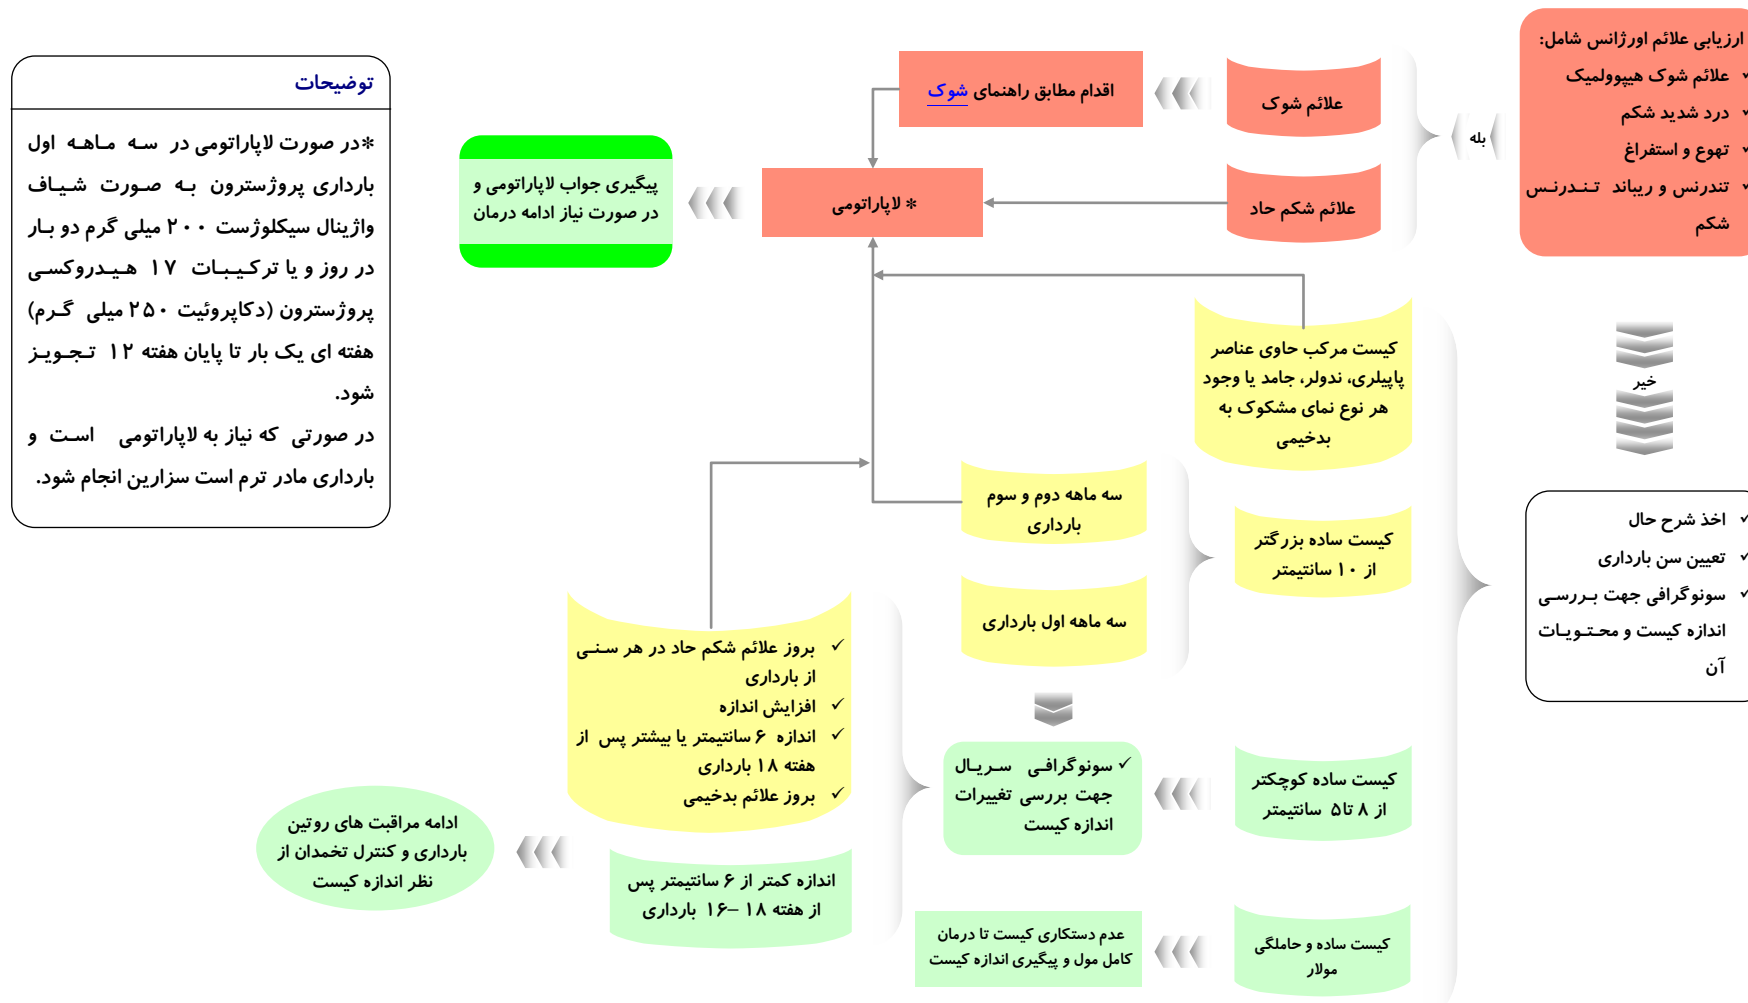 ارزیابی علائم اورژانس شامل:
✓ علائم شوک هیپوولمیک
✓ درد شدید شکم
✓ تهوع و استفراغ
✓ تندرنس و ریباند تندرنس
شکم
بله
علائم شوک
اقدام مطابق راهنمای شوک
علائم شکم حاد
* لاپاراتومی
پیگیری جواب لاپاراتومی و
در صورت نیاز ادامه درمان
توضیحات
*در صورت لاپاراتومی در سه ماهه اول
بارداری پروژسترون به صورت شیاف
واژینال سیکلوژست ۲۰۰ میلی گرم دو بار
در روز و یا ترکیبات ۱۷ هیدروکسی
پروژسترون (دکاپروئیت ۲۵۰ میلی گرم)
هفته ای یک بار تا پایان هفته ۱۲ تجویز
شود.
در صورتی که نیاز به لاپاراتومی است و
بارداری مادر ترم است سزارین انجام شود.
خیر
✓ اخذ شرح حال
✓ تعیین سن بارداری
✓ سونوگرافی جهت بررسی
اندازه کیست و محتویات
آن
کیست مرکب حاوی عناصر
پاپیلری، ندولر، جامد یا وجود
هر نوع نمای مشکوک به
بدخیمی
کیست ساده بزرگتر
از ۱۰ سانتیمتر
سه ماهه دوم و سوم
بارداری
سه ماهه اول بارداری
کیست ساده کوچکتر
از ۸ تا۵ سانتیمتر
✓ سونوگرافی سریال
جهت بررسی تغییرات
اندازه کیست
✓ بروز علائم شکم حاد در هر سنی
از بارداری
✓ افزایش اندازه
✓ اندازه ۶ سانتیمتر یا بیشتر پس از
هفته ۱۸ بارداری
✓ بروز علائم بدخیمی
اندازه کمتر از ۶ سانتیمتر پس
از هفته ۱۸ –۱۶ بارداری
ادامه مراقبت های روتین
بارداری و کنترل تخمدان از
نظر اندازه کیست
کیست ساده و حاملگی
مولار
عدم دستکاری کیست تا درمان
کامل مول و پیگیری اندازه کیست